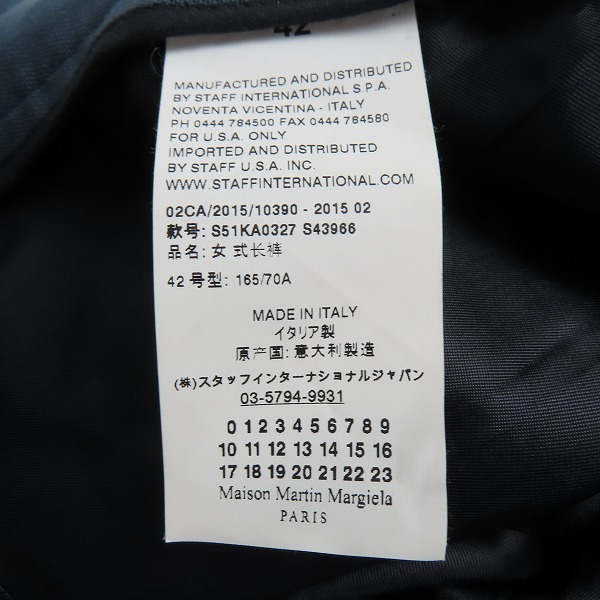 42
MANUFACTURED AND DISTRIBUTED
BY STAFF INTERNATIONAL S.P.A.
NOVENTA VICENTINA - ITALY
PH 0444 784500 FAX 0444 784580
FOR U.S.A. ONLY
IMPORTED AND DISTRIBUTED
BY STAFF U.S.A. INC.
WWW.STAFFINTERNATIONAL.COM
02CA/2015/10390 - 2015 02
款号: S51KA0327 S43966
品名: 女 式长裤
42 号型: 165/70A
MADE IN ITALY
イタリア製
原产国: 意大利製造
(株)スタッフインターナショナルジャパン
03-5794-9931
0 1 2 3 4 5 6 7 8 9
10 11 12 13 14 15 16
17 18 19 20 21 22 23
Maison Martin Margiela
PARIS